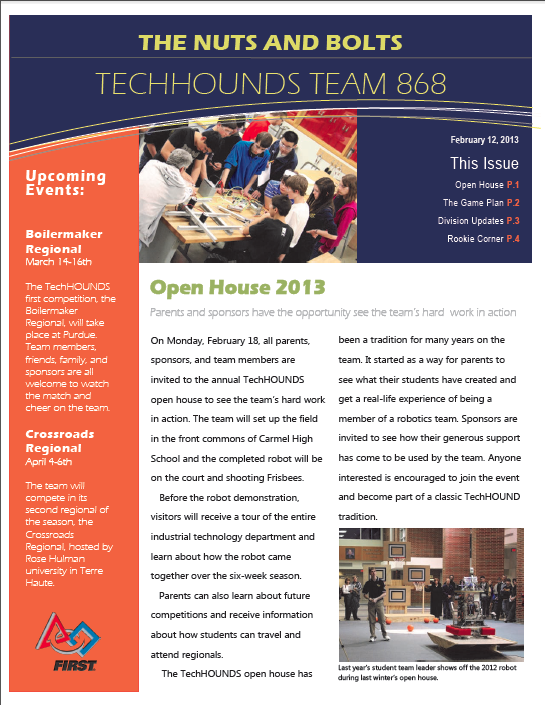 THE NUTS AND BOLTS
TECHHOUNDS TEAM 868
February 12, 2013
This Issue
Open House P.1
The Game Plan P.2
Division Updates P.3
Rookie Corner P.4
Upcoming
Events:
Boilermaker
Regional
March 14-16th
The TechHOUNDS
first competition, the
Boilermaker
Regional, will take
place at Purdue.
Team members,
friends, family, and
sponsors are all
welcome to watch
the match and
cheer on the team.
Crossroads
Regional
April 4-6th
The team will
compete in its
second regional of
the season, the
Crossroads
Regional, hosted by
Rose Hulman
university in Terre
Haute.
FIRST
Open House 2013
Parents and sponsors have the opportunity see the team's hard work in action
On Monday, February 18, all parents,
sponsors, and team members are
invited to the annual TechHOUNDS
open house to see the team's hard work
in action. The team will set up the field
in the front commons of Carmel High
School and the completed robot will be
on the court and shooting Frisbees.
Before the robot demonstration,
visitors will receive a tour of the entire
industrial technology department and
learn about how the robot came
together over the six-week season.
Parents can also learn about future
competitions and receive information
about how students can travel and
attend regionals.
The TechHOUNDS open house has
been a tradition for many years on the
team. It started as a way for parents to
see what their students have created and
get a real-life experience of being a
member of a robotics team. Sponsors are
invited to see how their generous support
has come to be used by the team. Anyone
interested is encouraged to join the event
and become part of a classic TechHOUND
tradition.
Last year's student team leader shows off the 2012 robot
during last winter's open house.